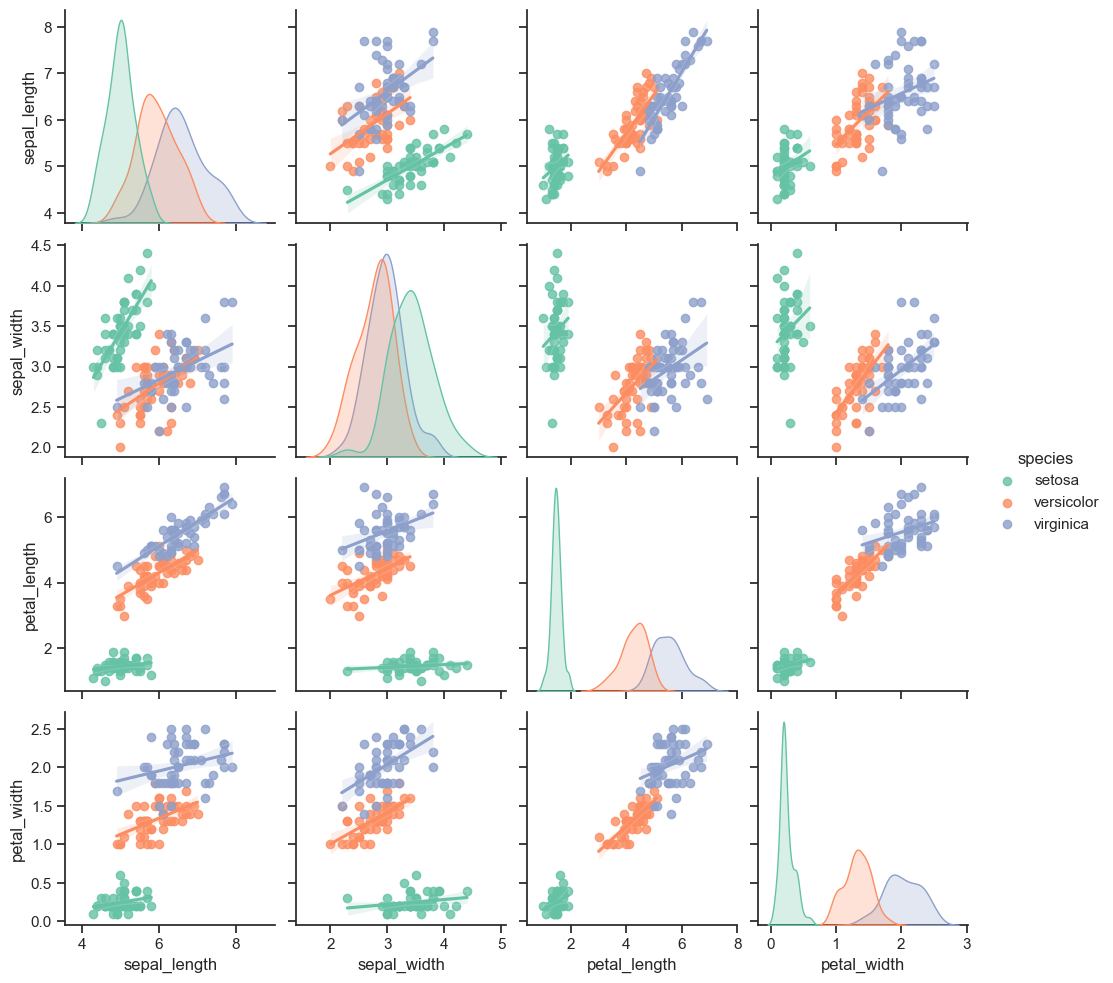 8
7
6
5
4
sepal_length
4.5
4.0
3.5
3.0
2.5
2.0
sepal_width
6
4
2
petal_length
species
setosa
versicolor
virginica
2.5
2.0
1.5
1.0
0.5
0.0
petal_width
4 6 8
2 3 4 5
2 4 6 8
0 1 2 3
sepal_length
sepal_width
petal_length
petal_width